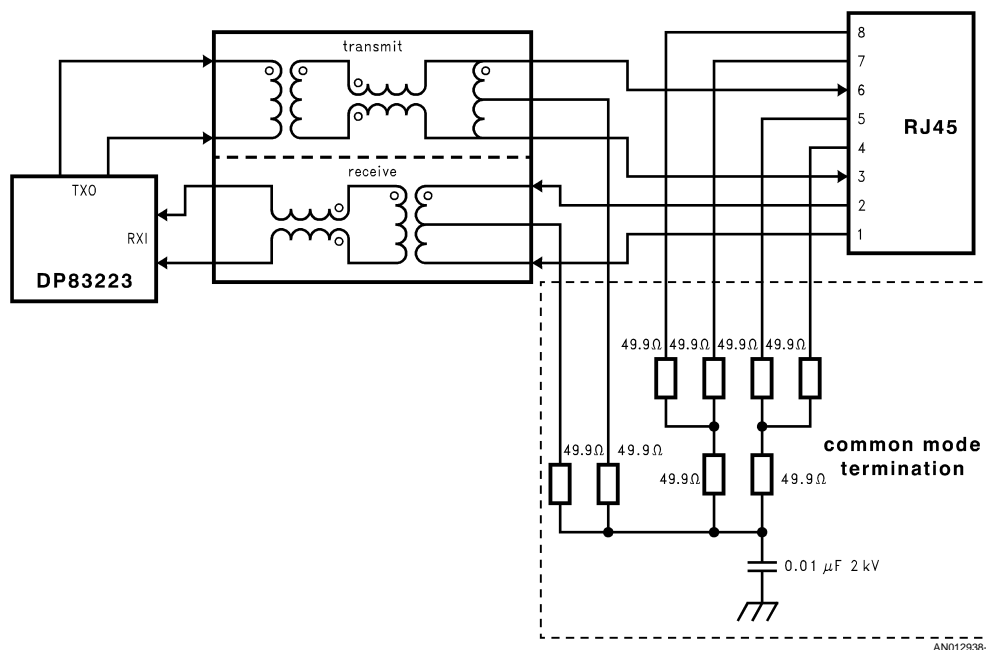 transmit
8
7
6
5
4
3
2
1
RJ45
receive
TXO
RXI
DP83223
49.9Ω 49.9Ω 49.9Ω 49.9Ω
common mode
termination
49.9Ω 49.9Ω
49.9Ω 49.9Ω
0.01 µF 2 kV
AN012938-